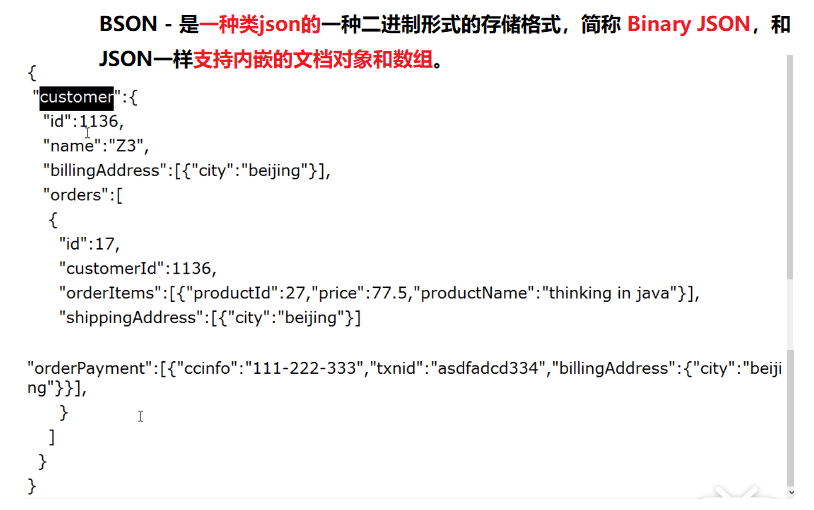 BSON - 是一种类json的一种二进制形式的存储格式，简称 Binary JSON，和
JSON一样支持内嵌的文档对象和数组。
{
"customer":{
"id":1136,
"name":"Z3",
"billingAddress":[{"city":"beijing"}],
"orders":[
{
"id":17,
"customerId":1136,
"orderItems":[{"productId":27,"price":77.5,"productName":"thinking in java"}],
"shippingAddress":[{"city":"beijing"}]
"orderPayment":[{"ccinfo":"111-222-333","txnid":"asdfadcd334","billingAddress":{"city":"beiji
ng"}}],
}
]
}
}